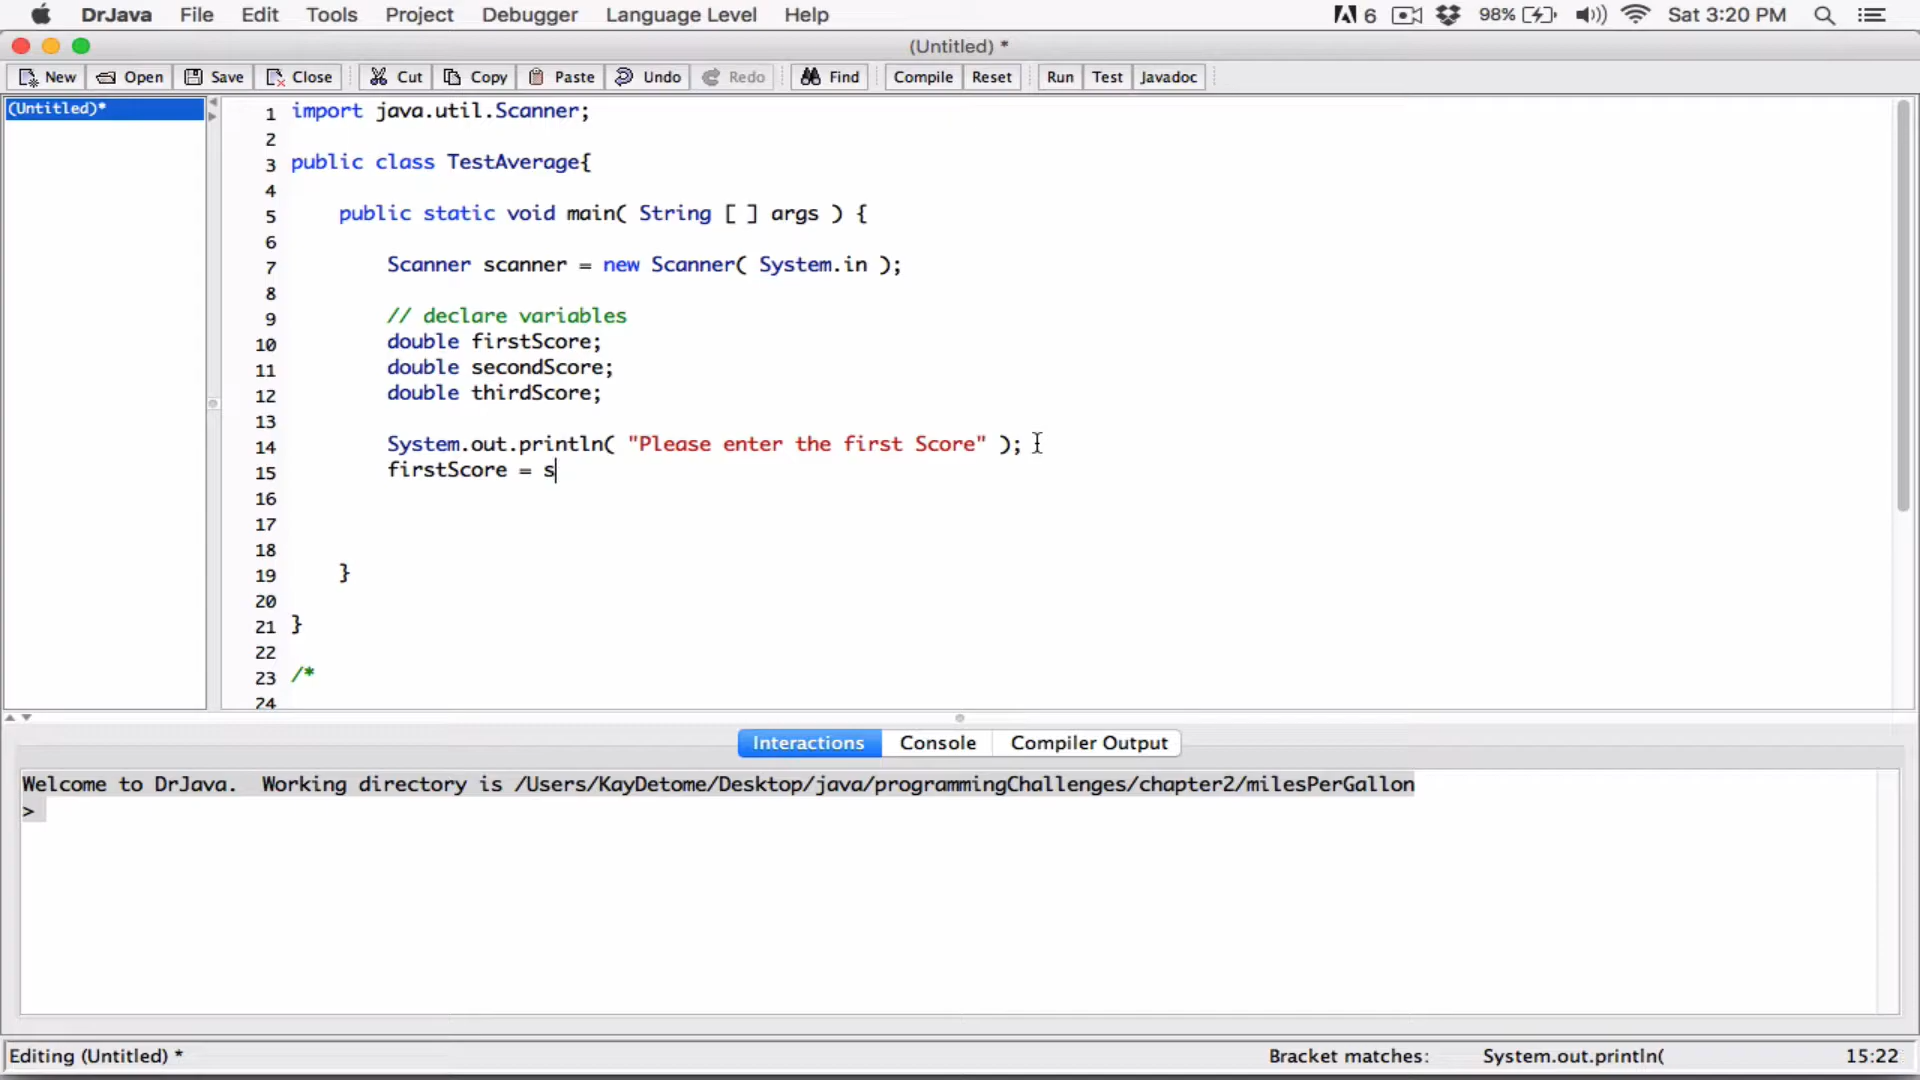 DrJava File Edit Tools Project Debugger Language Level Help 6 98% Sat 3:20 PM
(Untitled) *
New Open Save Close Cut Copy Paste Undo Redo Find Compile Reset Run Test Javadoc
(Untitled)*
1 import java.util.Scanner;
2
3 public class TestAverage{
4
5 public static void main( String [ ] args ) {
6
7 Scanner scanner = new Scanner( System.in );
8
9 // declare variables
10 double firstScore;
11 double secondScore;
12 double thirdScore;
13
14 System.out.println( "Please enter the first Score" );
15 firstScore = s
16
17
18
19 }
20
21 }
22
23 /*
24
Interactions Console Compiler Output
Welcome to DrJava. Working directory is /Users/KayDetome/Desktop/java/programmingChallenges/chapter2/milesPerGallon
>
Editing (Untitled) * Bracket matches: System.out.println( 15:22